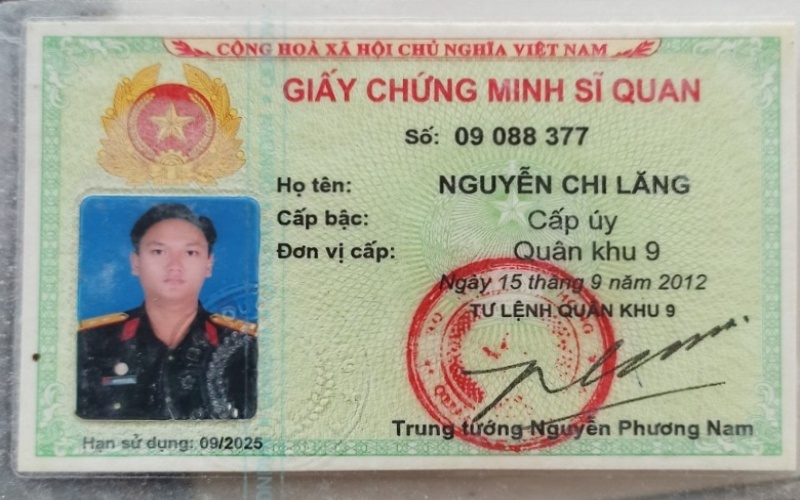 CỘNG HOÀ XÃ HỘI CHỦ NGHĨA VIỆT NAM
GIẤY CHỨNG MINH SĨ QUAN
Số: 09 088 377
Họ tên: NGUYỄN CHI LĂNG
Cấp bậc: Cấp úy
Đơn vị cấp: Quân khu 9
Ngày 15 tháng 9 năm 2012
TƯ LỆNH QUÂN KHU 9
Trung tướng Nguyễn Phương Nam
Hạn sử dụng: 09/2025